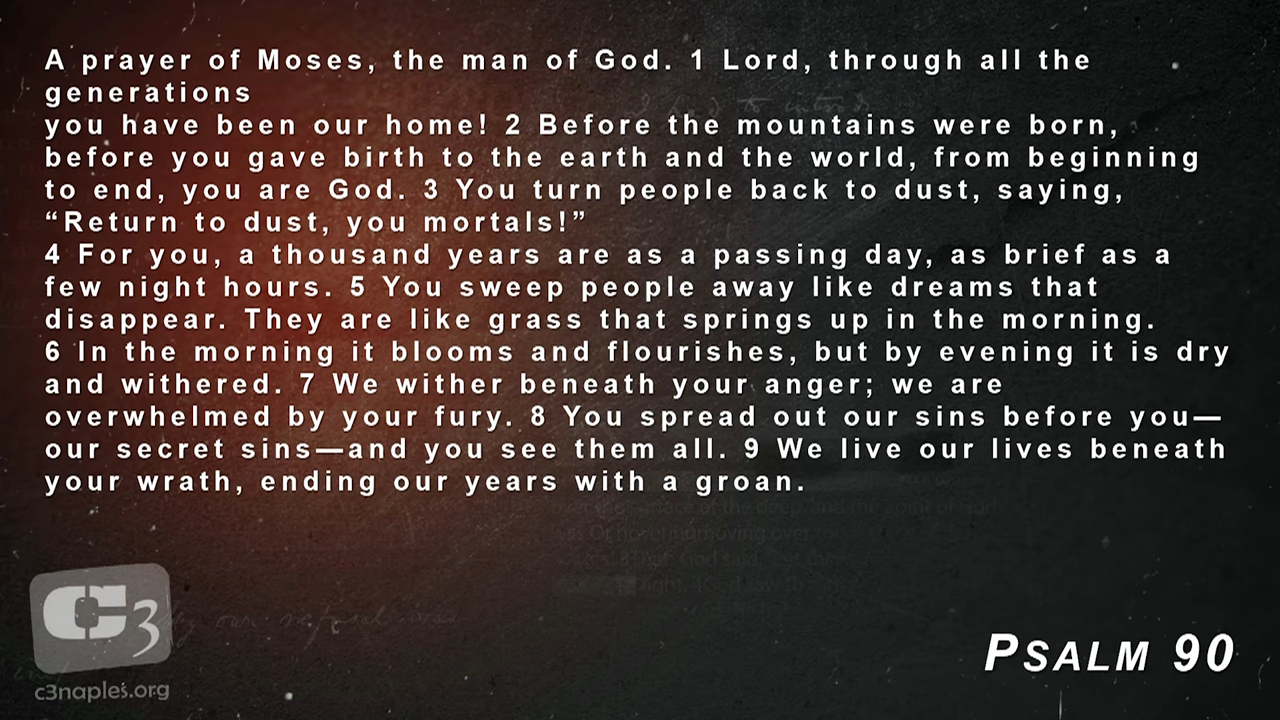 A prayer of Moses, the man of God. 1 Lord, through all the
generations
you have been our home! 2 Before the mountains were born,
before you gave birth to the earth and the world, from beginning
to end, you are God. 3 You turn people back to dust, saying,
“Return to dust, you mortals!”
4 For you, a thousand years are as a passing day, as brief as a
few night hours. 5 You sweep people away like dreams that
disappear. They are like grass that springs up in the morning.
6 In the morning it blooms and flourishes, but by evening it is dry
and withered. 7 We wither beneath your anger; we are
overwhelmed by your fury. 8 You spread out our sins before you—
our secret sins—and you see them all. 9 We live our lives beneath
your wrath, ending our years with a groan.
C3
c3naples.org
PSALM 90